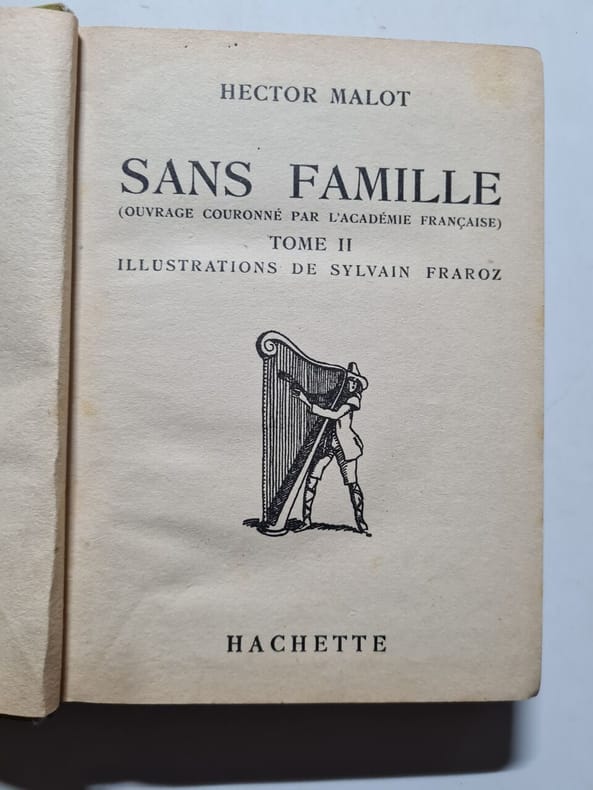 HECTOR MALOT
SANS FAMILLE
(OUVRAGE COURONNÉ PAR L'ACADÉMIE FRANÇAISE)
TOME II
ILLUSTRATIONS DE SYLVAIN FRAROZ
HACHETTE